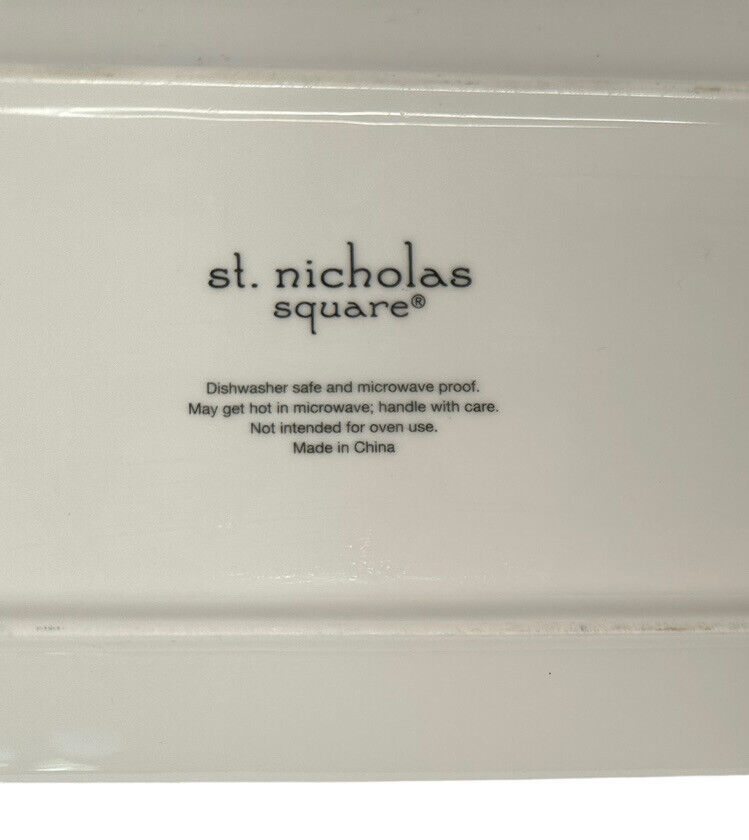 st. nicholas
square®
Dishwasher safe and microwave proof.
May get hot in microwave; handle with care.
Not intended for oven use.
Made in China